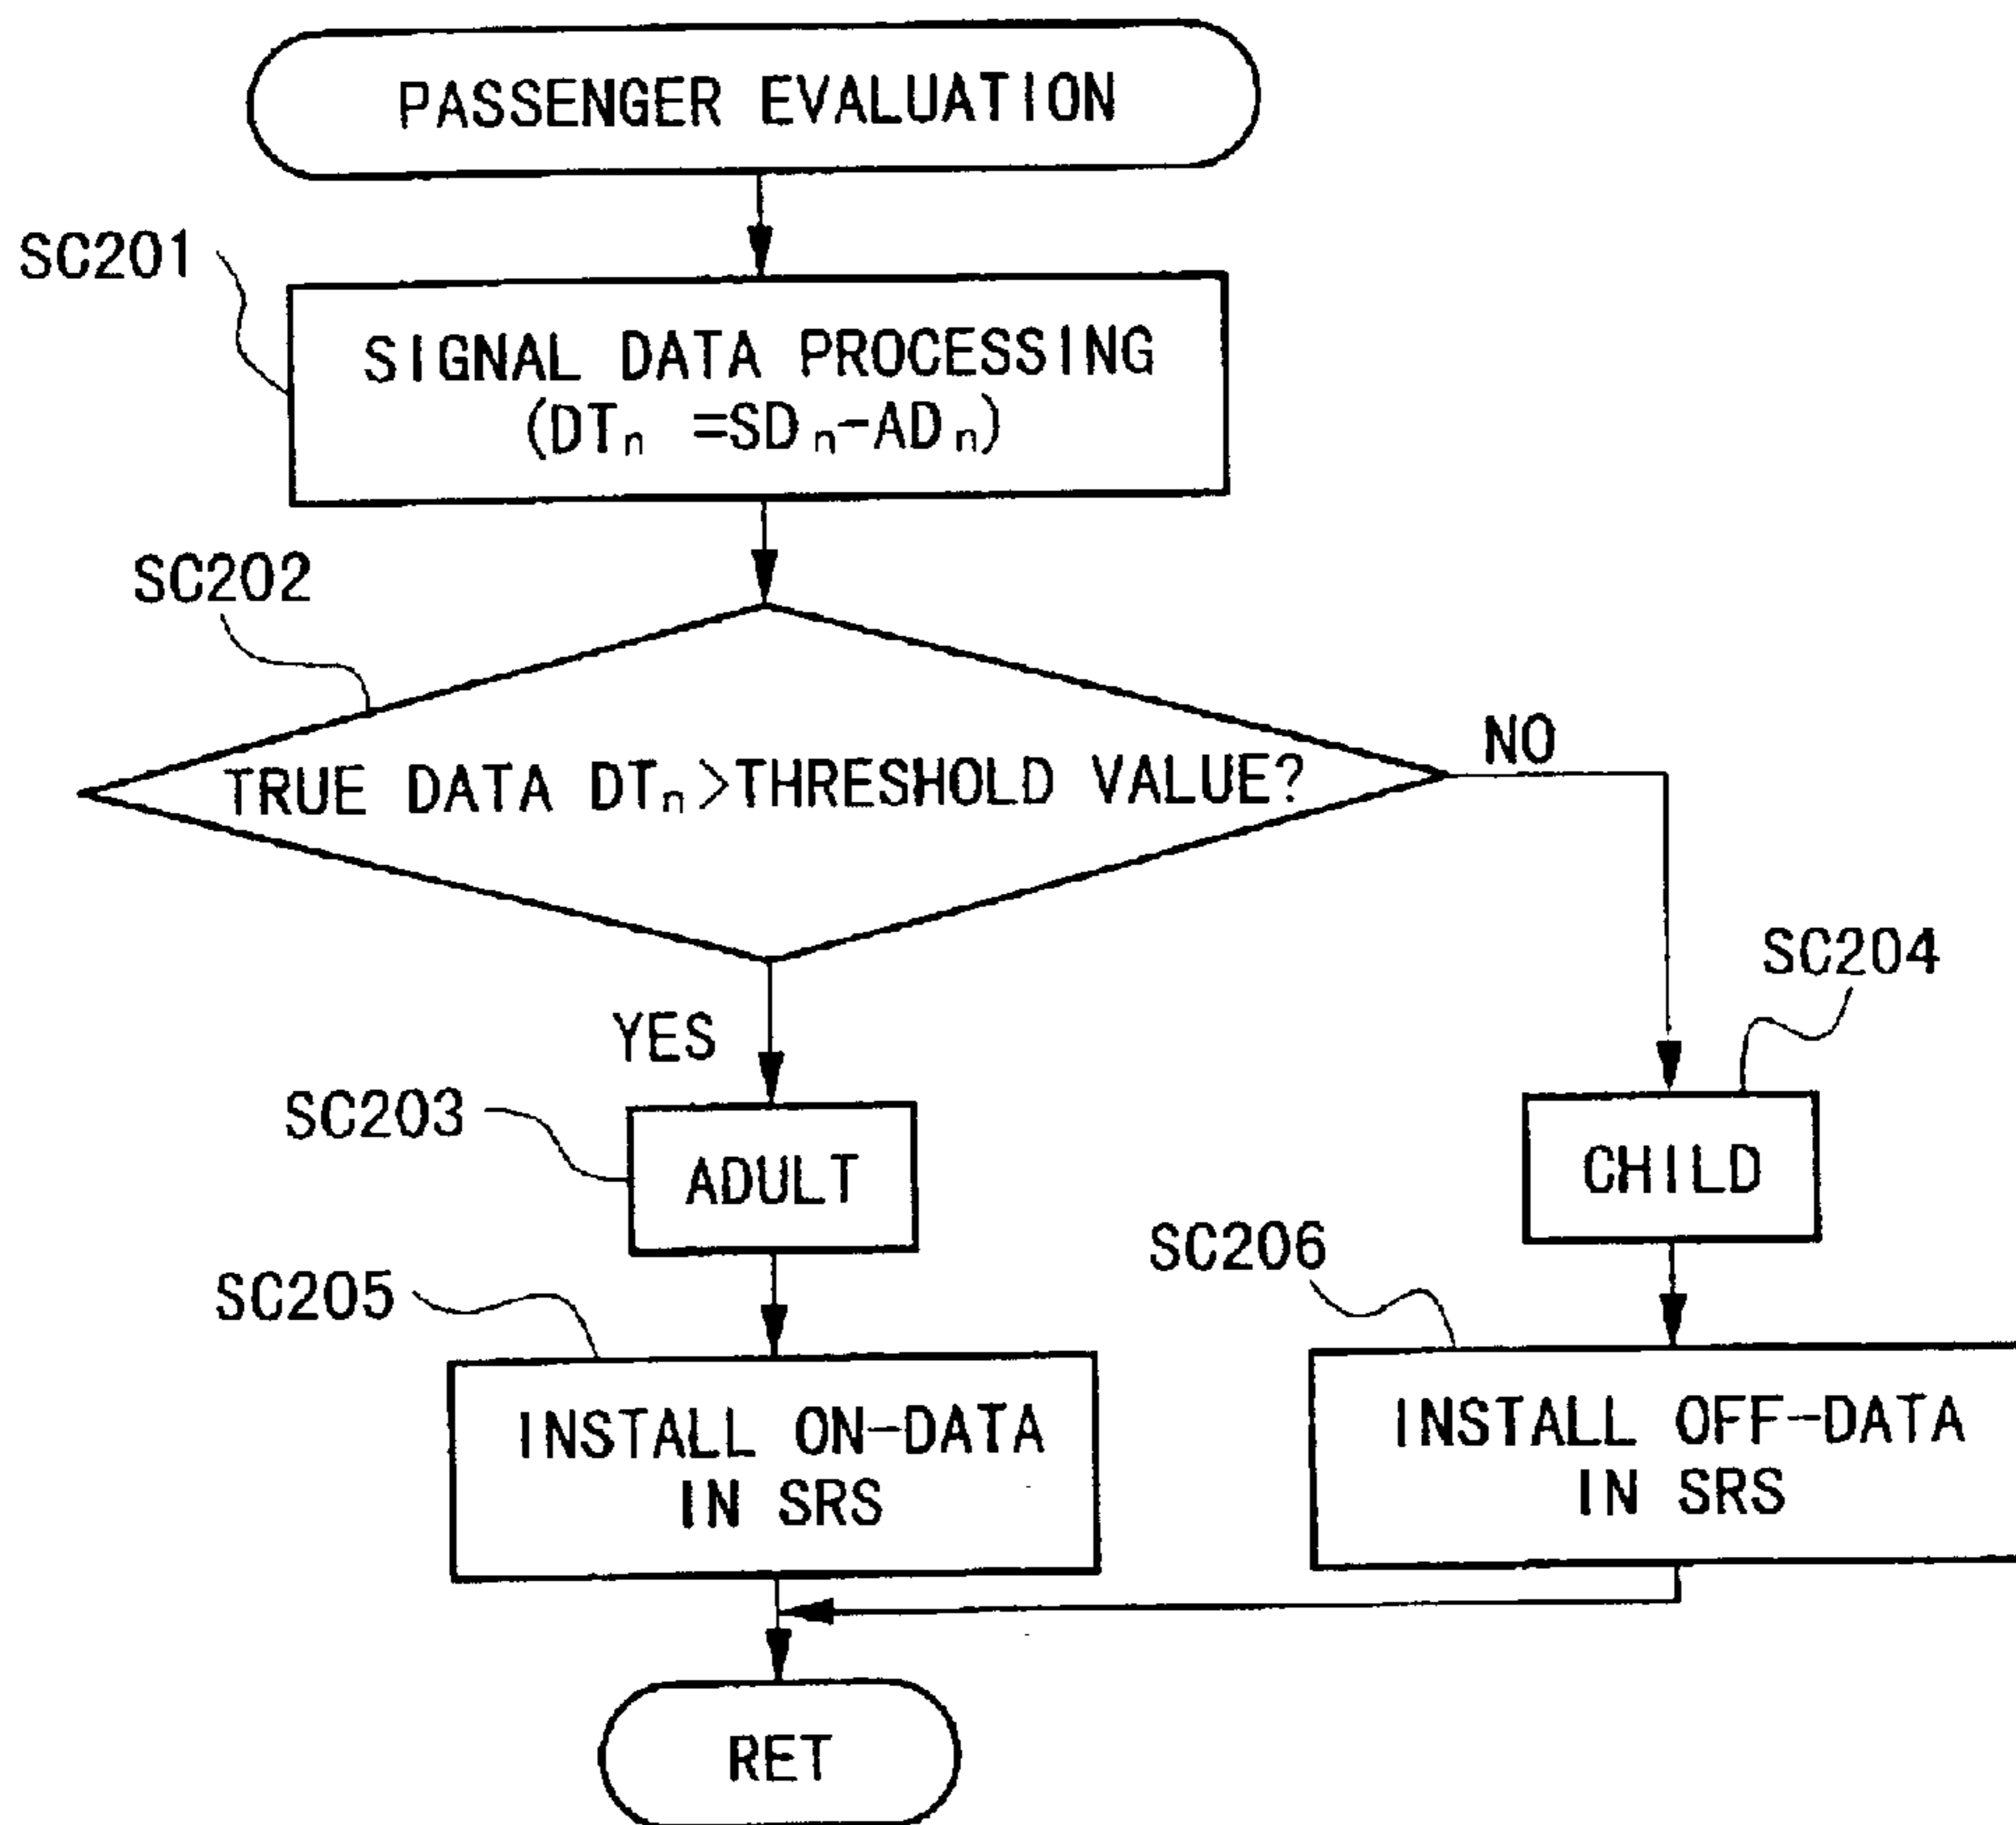 PASSENGER EVALUATION
SC201
SIGNAL DATA PROCESSING
(DTₙ =SDₙ-ADₙ)
SC202
TRUE DATA DTₙ >THRESHOLD VALUE?
NO
YES
SC204
SC203
ADULT
CHILD
SC205
SC206
INSTALL ON-DATA
IN SRS
INSTALL OFF-DATA
IN SRS
RET